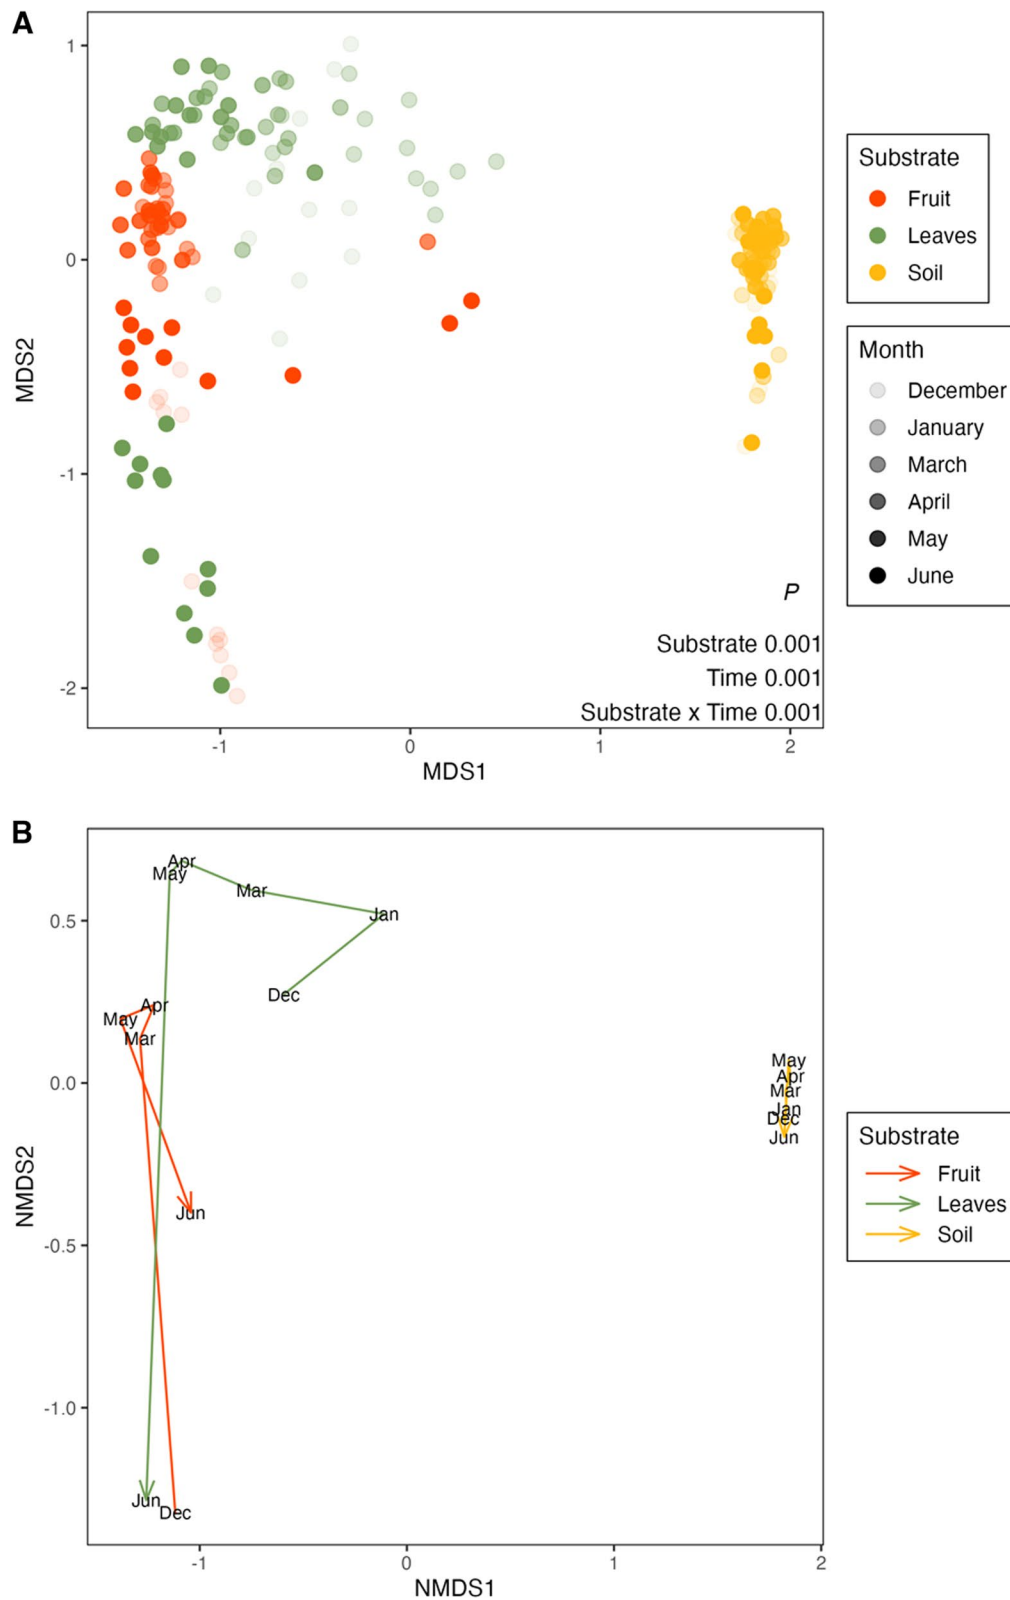 A
1
0
-1
-2
MDS2
-1
0
1
2
MDS1
P
Substrate 0.001
Time 0.001
Substrate x Time 0.001
Substrate
Fruit
Leaves
Soil
Month
December
January
March
April
May
June
B
0.5
0.0
-0.5
-1.0
NMDS2
-1
0
1
2
NMDS1
Apr
May
Mar
Jan
Dec
Apr
May
Mar
Jun
Jun
Dec
May
Apr
Mar
Jan
Dec
Jun
Substrate
Fruit
Leaves
Soil